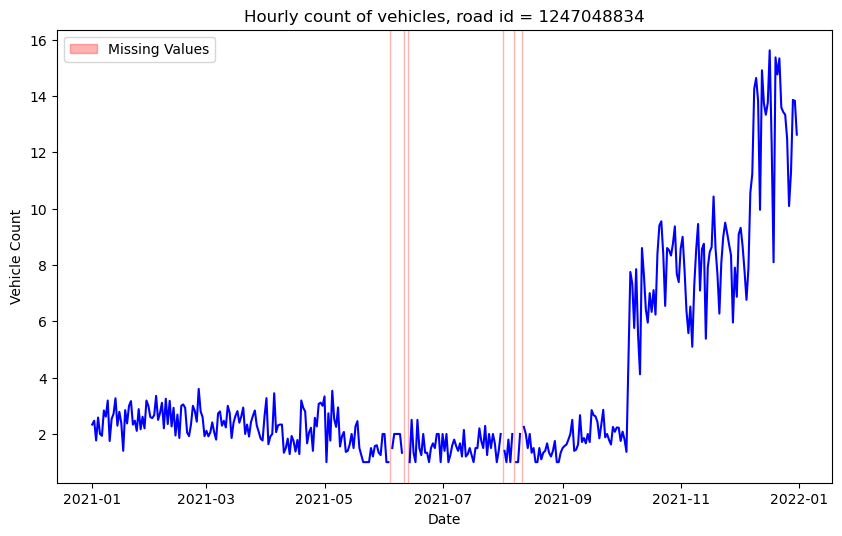 Hourly count of vehicles, road id = 1247048834
Missing Values
Vehicle Count
16
14
12
10
8
6
4
2
2021-01 2021-03 2021-05 2021-07 2021-09 2021-11 2022-01
Date